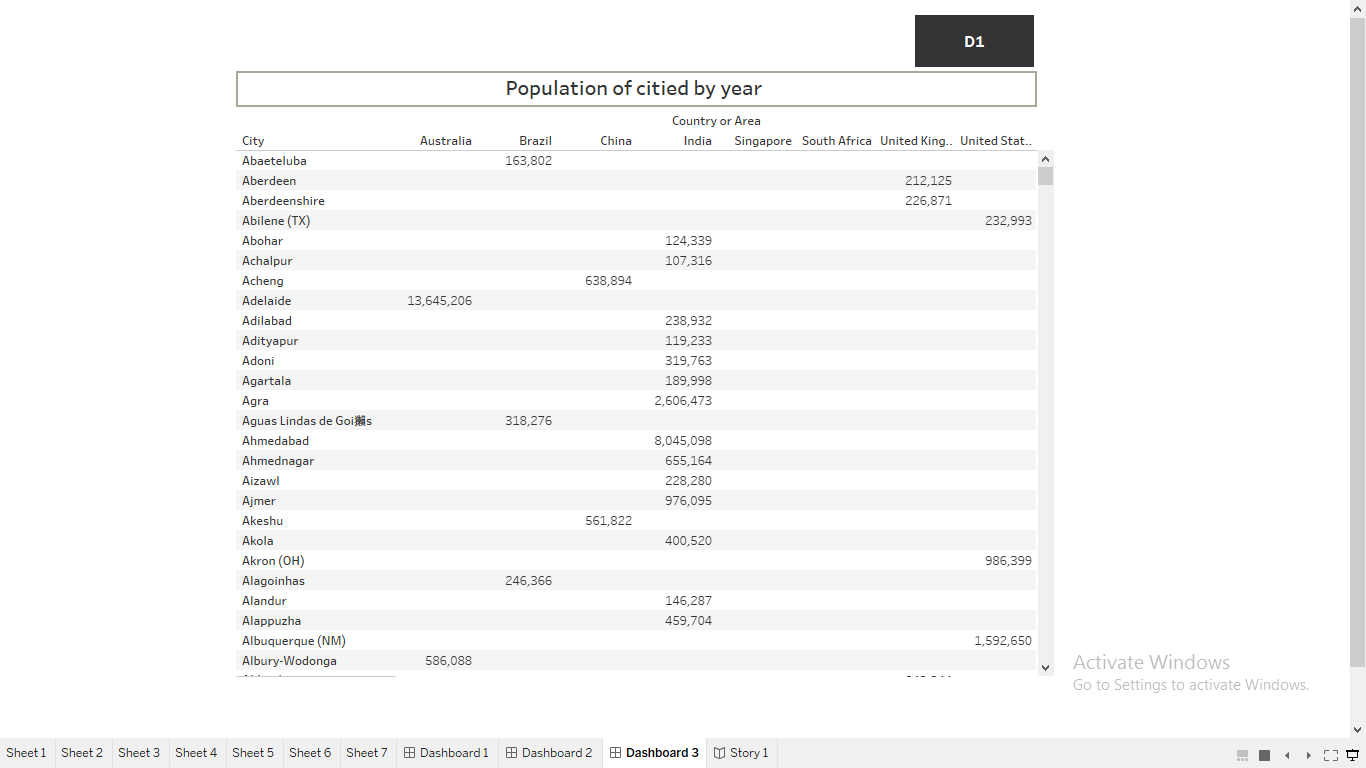 D1
Population of citied by year
Country or Area
City Australia Brazil China India Singapore South Africa United King.. United Stat..
Abaeteluba 163,802
Aberdeen 212,125
Aberdeenshire 226,871
Abilene (TX) 232,993
Abohar 124,339
Achalpur 107,316
Acheng 638,894
Adelaide 13,645,206
Adilabad 238,932
Adityapur 119,233
Adoni 319,763
Agartala 189,998
Agra 2,606,473
Aguas Lindas de Goi獺s 318,276
Ahmedabad 8,045,098
Ahmednagar 655,164
Aizawl 228,280
Ajmer 976,095
Akeshu 561,822
Akola 400,520
Akron (OH) 986,399
Alagoinhas 246,366
Alandur 146,287
Alappuzha 459,704
Albuquerque (NM) 1,592,650
Albury-Wodonga 586,088
Activate Windows
Go to Settings to activate Windows.
Sheet 1 Sheet 2 Sheet 3 Sheet 4 Sheet 5 Sheet 6 Sheet 7 Dashboard 1 Dashboard 2 Dashboard 3 Story 1